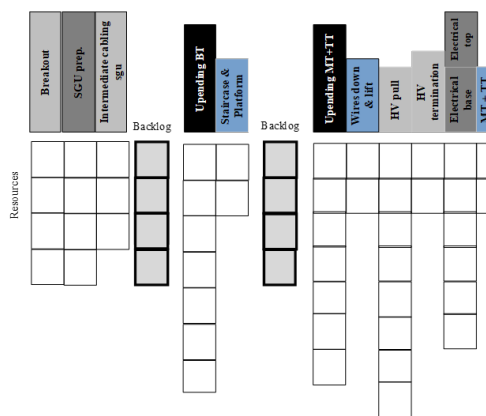 Breakout
SGU prep.
Intermediate cabling
sgu
Backlog
Upending BT
Staircase &
Platform
Backlog
Upending MT+TT
Wires down
& lift
HV pull
HV
termination
Electrical
top
Electrical
base
MT + TT
Resources